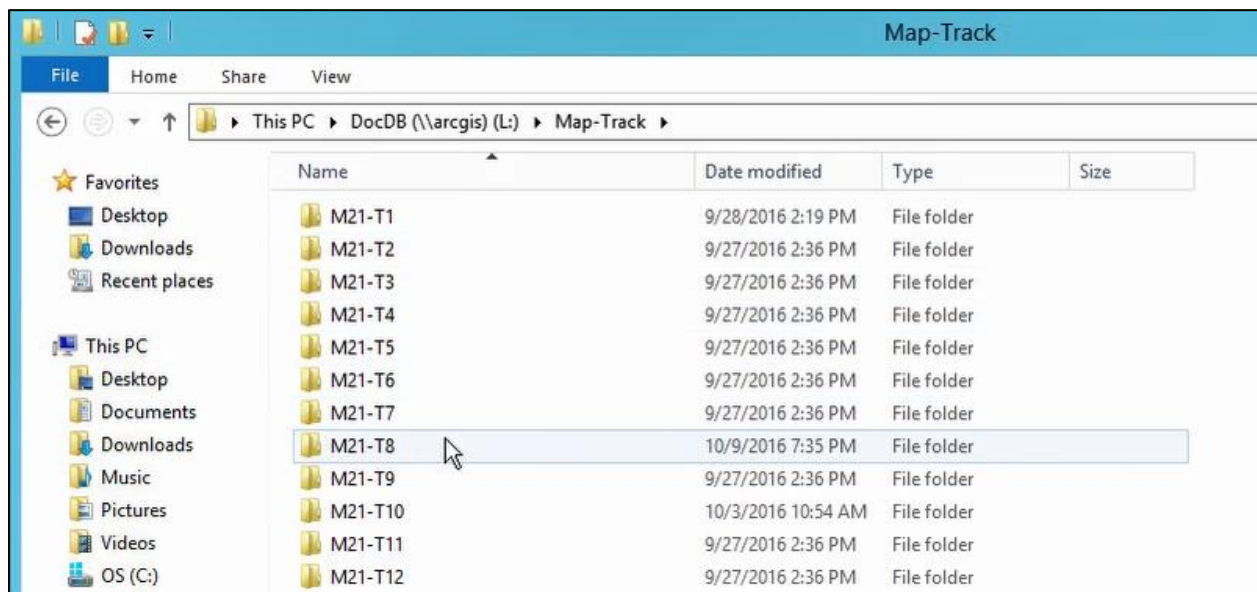 Map-Track
File Home Share View
This PC DocDB (\\arcgis) (L:) Map-Track
Name Date modified Type Size
Favorites
Desktop
Downloads
Recent places
This PC
Desktop
Documents
Downloads
Music
Pictures
Videos
OS (C:)
M21-T1 9/28/2016 2:19 PM File folder
M21-T2 9/27/2016 2:36 PM File folder
M21-T3 9/27/2016 2:36 PM File folder
M21-T4 9/27/2016 2:36 PM File folder
M21-T5 9/27/2016 2:36 PM File folder
M21-T6 9/27/2016 2:36 PM File folder
M21-T7 9/27/2016 2:36 PM File folder
M21-T8 10/9/2016 7:35 PM File folder
M21-T9 9/27/2016 2:36 PM File folder
M21-T10 10/3/2016 10:54 AM File folder
M21-T11 9/27/2016 2:36 PM File folder
M21-T12 9/27/2016 2:36 PM File folder